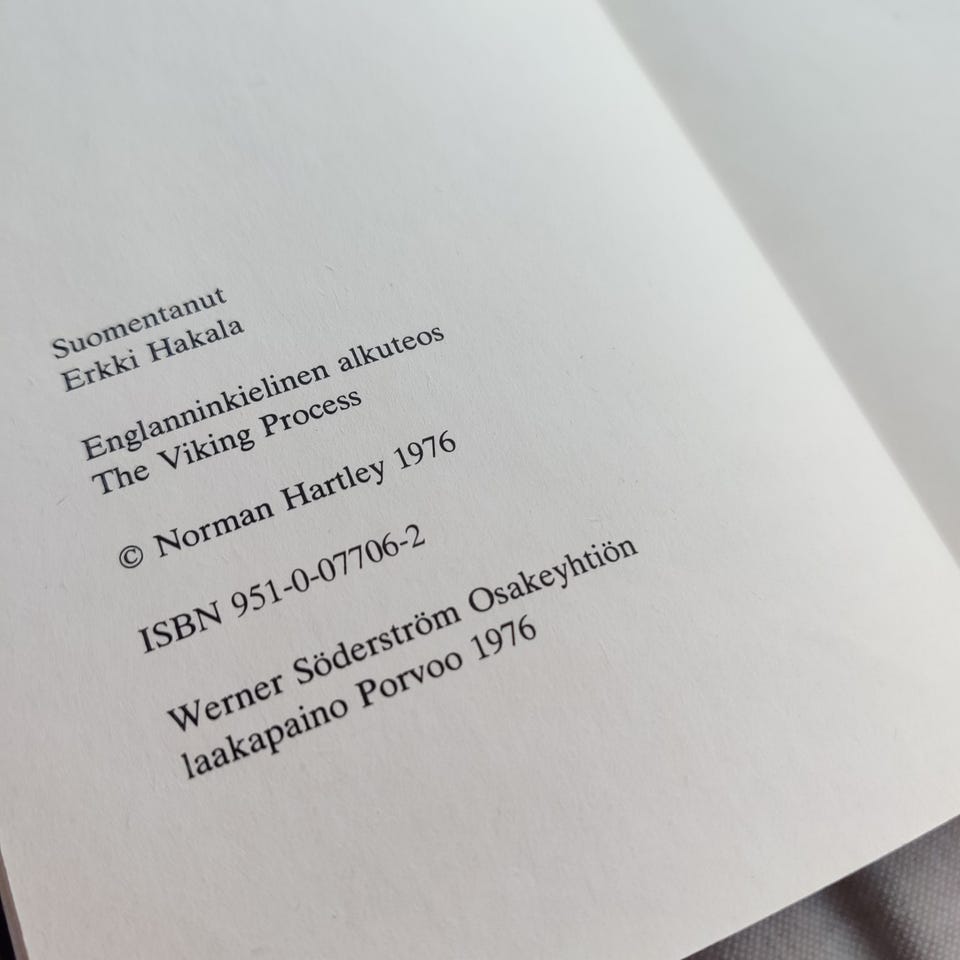 Suomentanut
Erkki Hakala
Englanninkielinen alkuteos
The Viking Process
© Norman Hartley 1976
ISBN 951-0-07706-2
Werner Söderström Osakeyhtiön
laakapaino Porvoo 1976